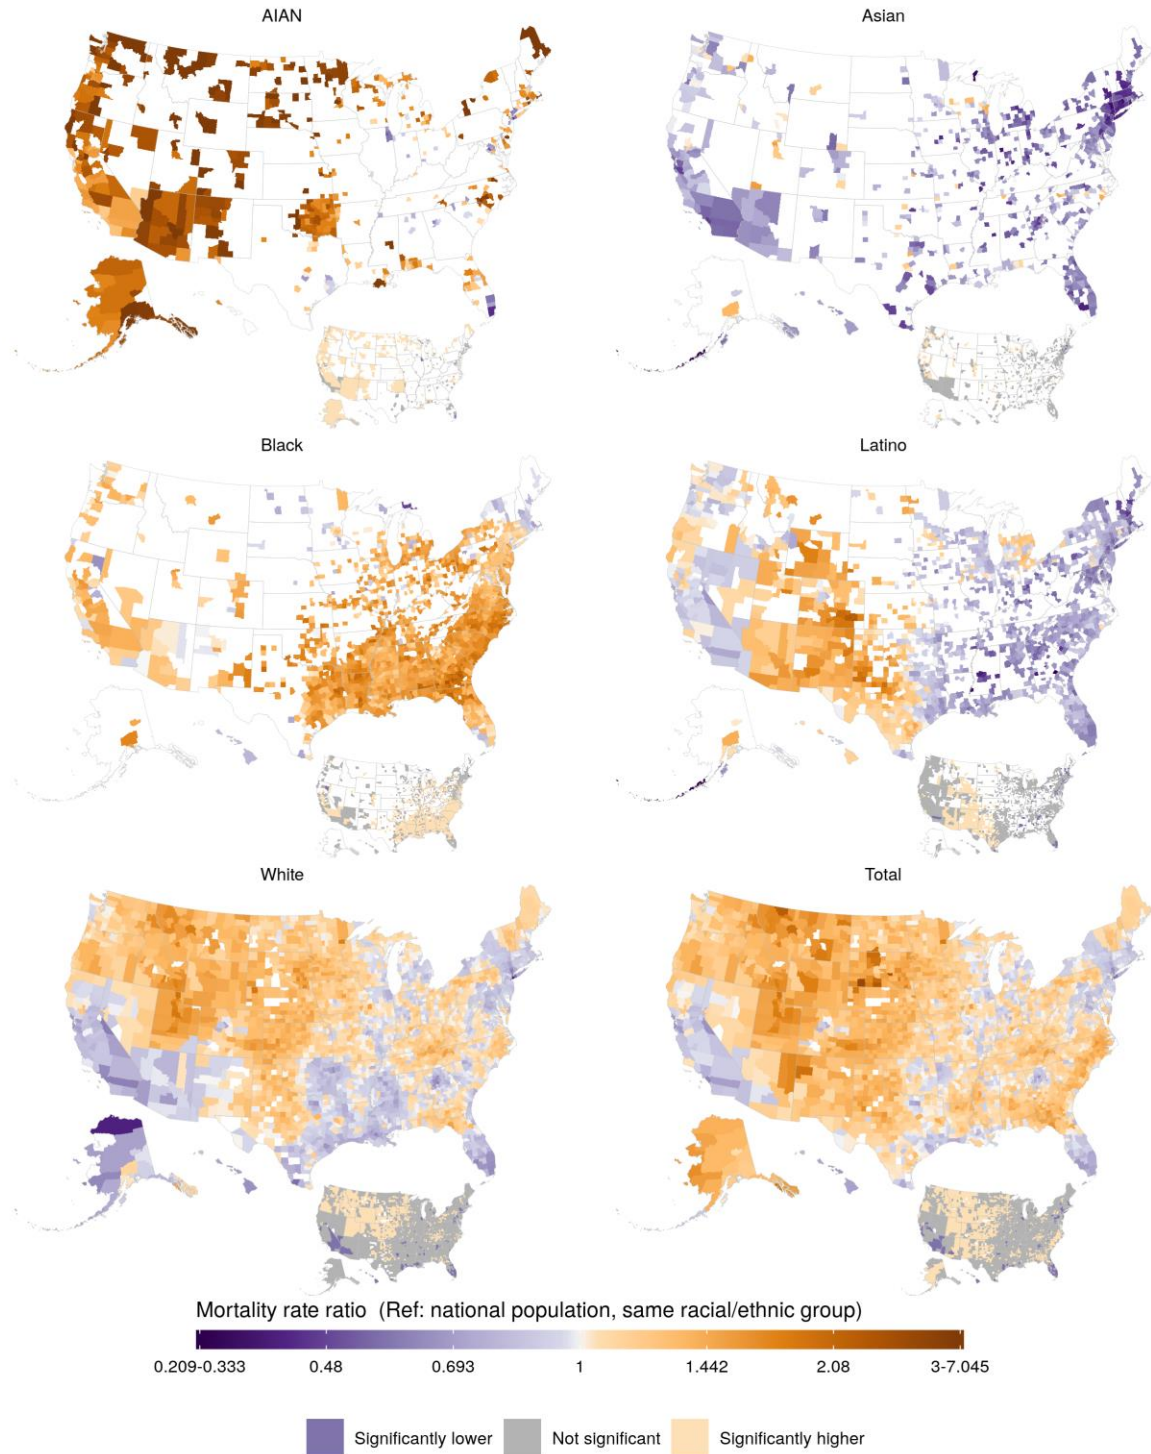 AIAN
Asian
Black
Latino
White
Total
Mortality rate ratio (Ref: national population, same racial/ethnic group)
0.209-0.333 0.48 0.693 1 1.442 2.08 3-7.045
Significantly lower Not significant Significantly higher